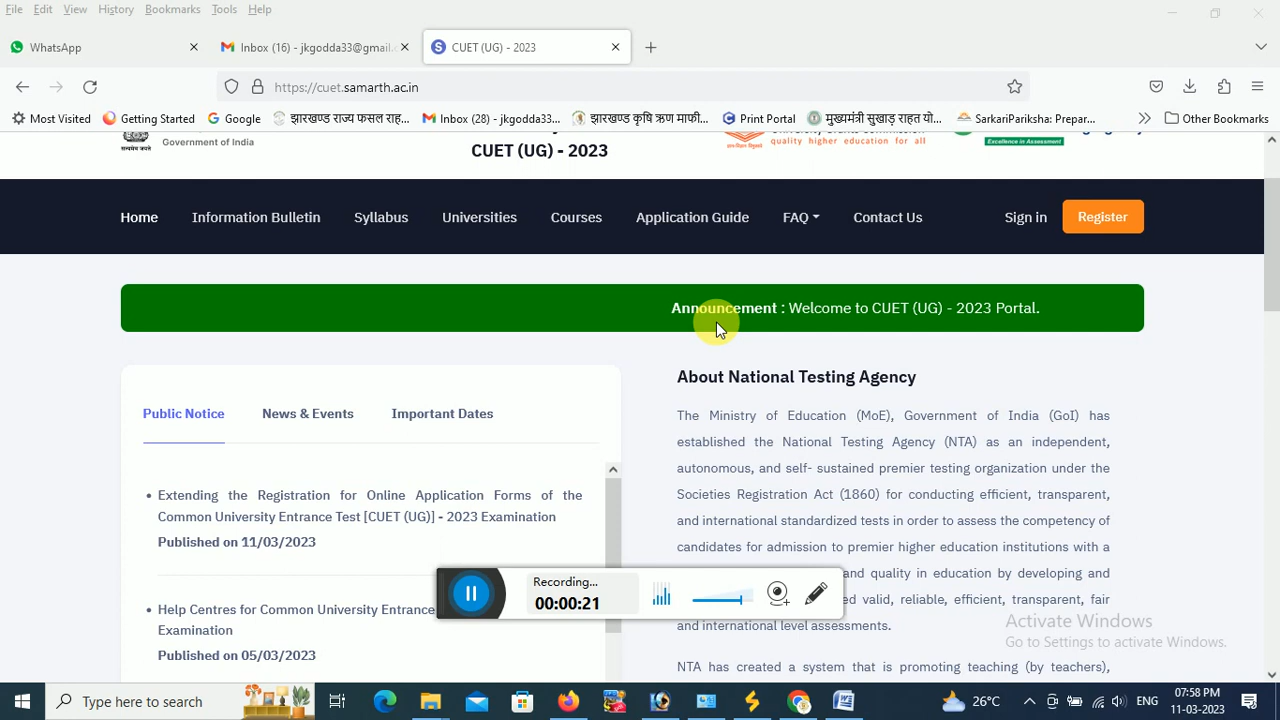 File Edit View History Bookmarks Tools Help
WhatsApp
Inbox (16) - jkgodda33@gmail.c
CUET (UG) - 2023
https://cuet.samarth.ac.in
Most Visited
Getting Started
Google
झारखण्ड राज्य फसल राह...
Inbox (28) - jkgodda33...
झारखण्ड कृषि ऋण माफी...
Print Portal
मुख्यमंत्री सुखाड़ राहत यो...
SarkariPariksha: Prepar...
Other Bookmarks
Government of India
CUET (UG) - 2023
quality higher education for all
Excellence in Assessment
Home Information Bulletin Syllabus Universities Courses Application Guide FAQ Contact Us Sign in Register
Announcement : Welcome to CUET (UG) - 2023 Portal.
Public Notice News & Events Important Dates
Extending the Registration for Online Application Forms of the
Common University Entrance Test [CUET (UG)] - 2023 Examination
Published on 11/03/2023
Help Centres for Common University Entrance
Examination
Published on 05/03/2023
About National Testing Agency
The Ministry of Education (MoE), Government of India (GoI) has
established the National Testing Agency (NTA) as an independent,
autonomous, and self- sustained premier testing organization under the
Societies Registration Act (1860) for conducting efficient, transparent,
and international standardized tests in order to assess the competency of
candidates for admission to premier higher education institutions with a
and quality in education by developing and
ed valid, reliable, efficient, transparent, fair
and international level assessments.
NTA has created a system that is promoting teaching (by teachers),
Recording...
00:00:21
Activate Windows
Go to Settings to activate Windows.
Type here to search
26°C
ENG
07:58 PM
11-03-2023